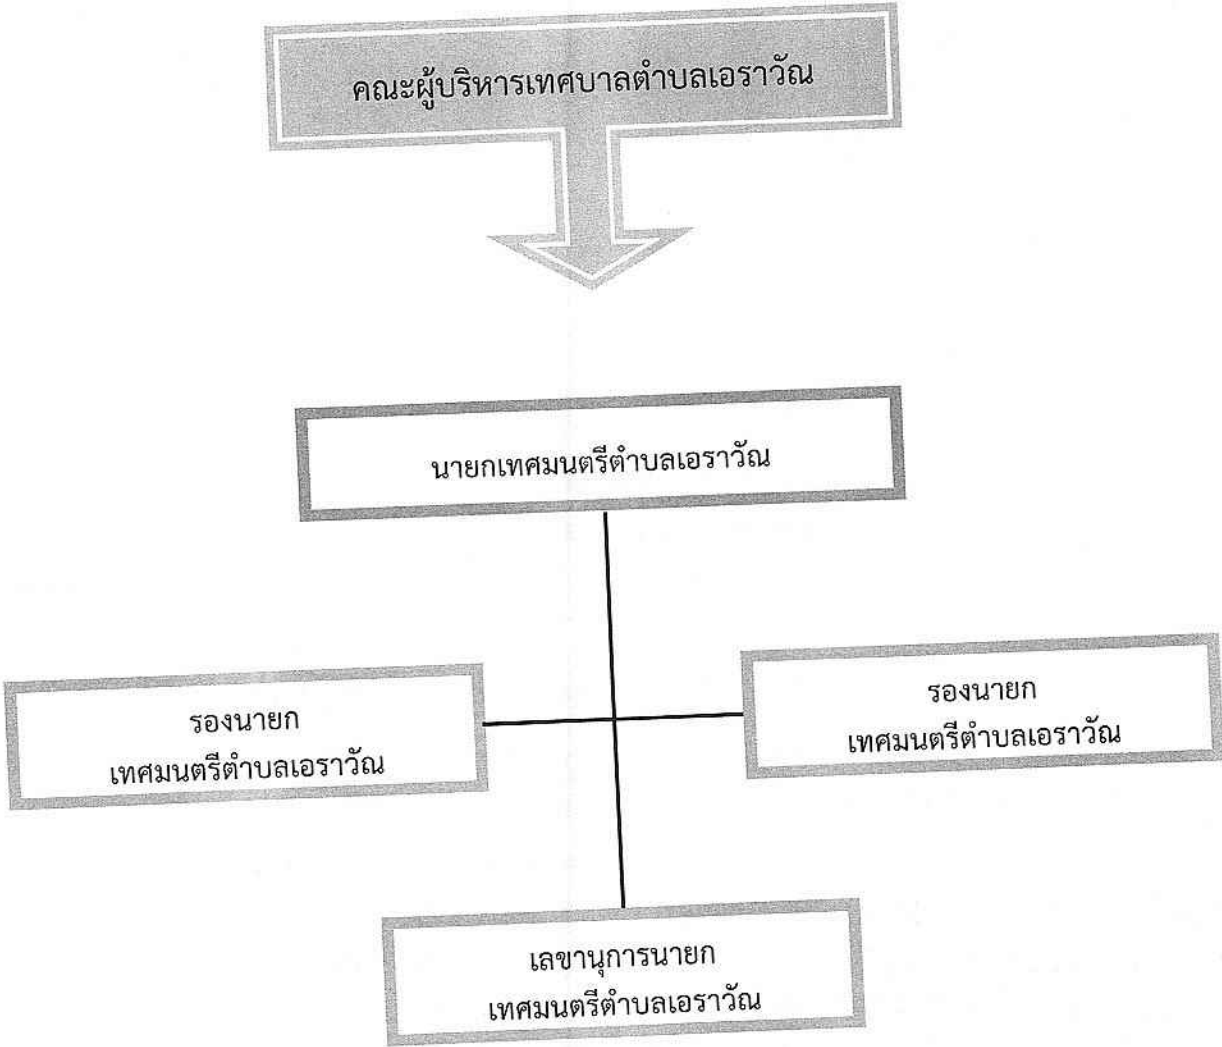 คณะผู้บริหารเทศบาลตำบลเอราวัณ
นายกเทศมนตรีตำบลเอราวัณ
รองนายก
เทศมนตรีตำบลเอราวัณ
รองนายก
เทศมนตรีตำบลเอราวัณ
เลขานุการนายก
เทศมนตรีตำบลเอราวัณ